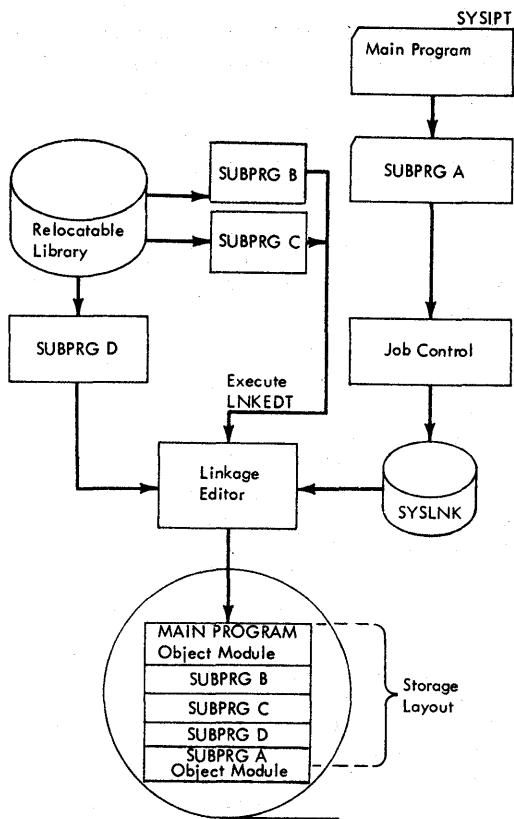 SYSIPT
Main Program
SUBPRG A
SUBPRG B
Relocatable
Library
SUBPRG C
SUBPRG D
Job Control
Execute
LNKEDT
Linkage
Editor
SYSLNK
MAIN PROGRAM
Object Module
SUBPRG B
SUBPRG C
SUBPRG D
SUBPRG A
Object Module
Storage
Layout